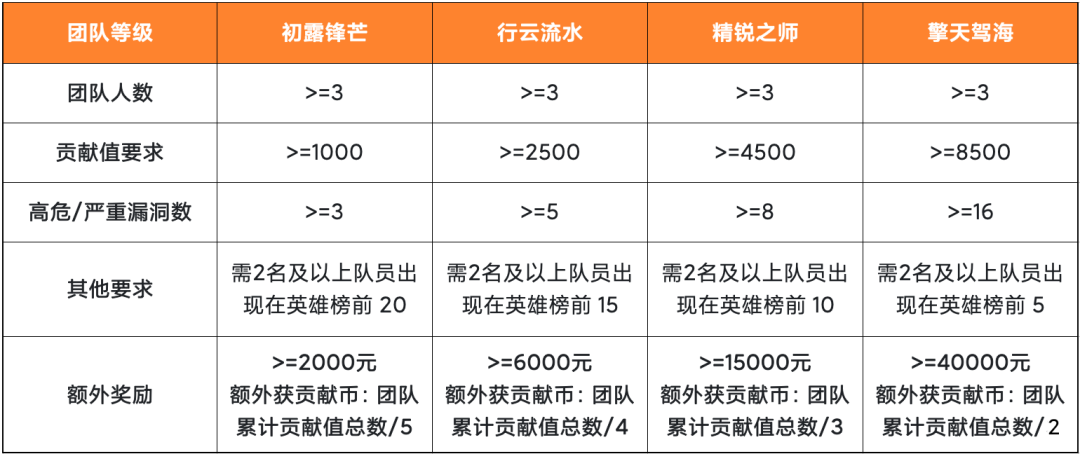 团队等级 初露锋芒 行云流水 精锐之师 擎天驾海
团队人数 >=3 >=3 >=3 >=3
贡献值要求 >=1000 >=2500 >=4500 >=8500
高危/严重漏洞数 >=3 >=5 >=8 >=16
其他要求
需2名及以上队员出
现在英雄榜前 20
需2名及以上队员出
现在英雄榜前 15
需2名及以上队员出
现在英雄榜前 10
需2名及以上队员出
现在英雄榜前 5
额外奖励
>=2000元
额外获贡献币：团队
累计贡献值总数/5
>=6000元
额外获贡献币：团队
累计贡献值总数/4
>=15000元
额外获贡献币：团队
累计贡献值总数/3
>=40000元
额外获贡献币：团队
累计贡献值总数/ 2